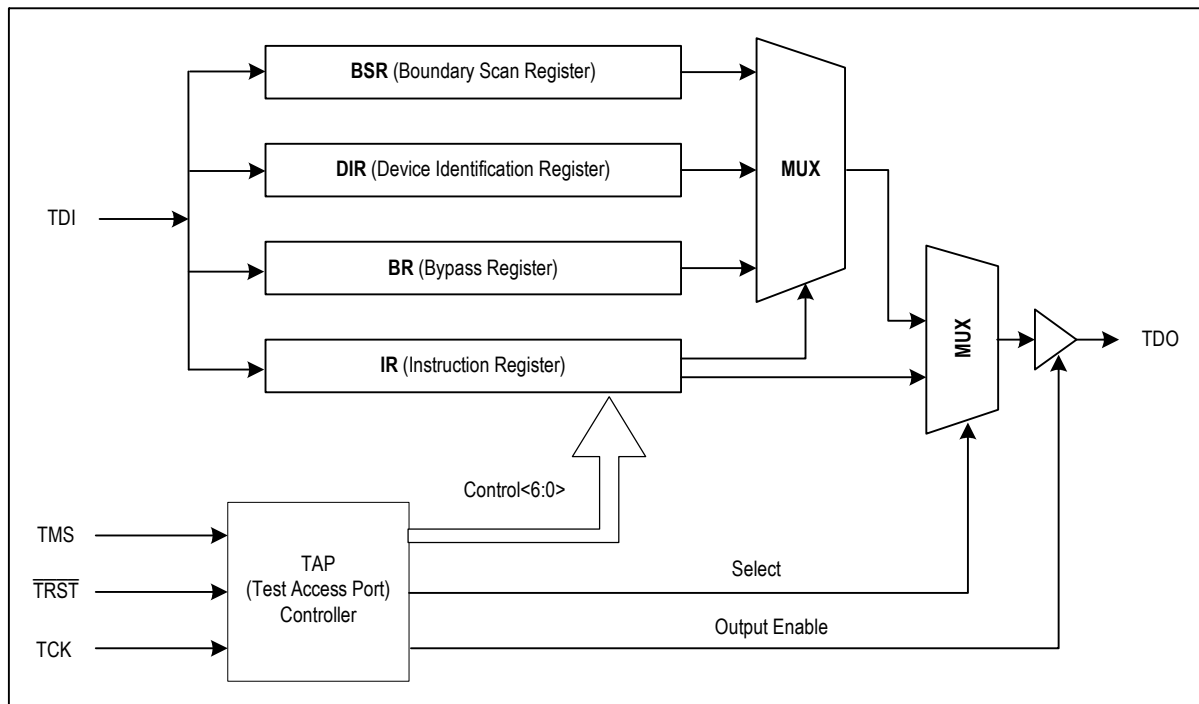 BSR (Boundary Scan Register)
DIR (Device Identification Register)
MUX
TDI
BR (Bypass Register)
MUX
TDO
IR (Instruction Register)
Control<6:0>
TMS
TRST
TCK
TAP
(Test Access Port)
Controller
Select
Output Enable